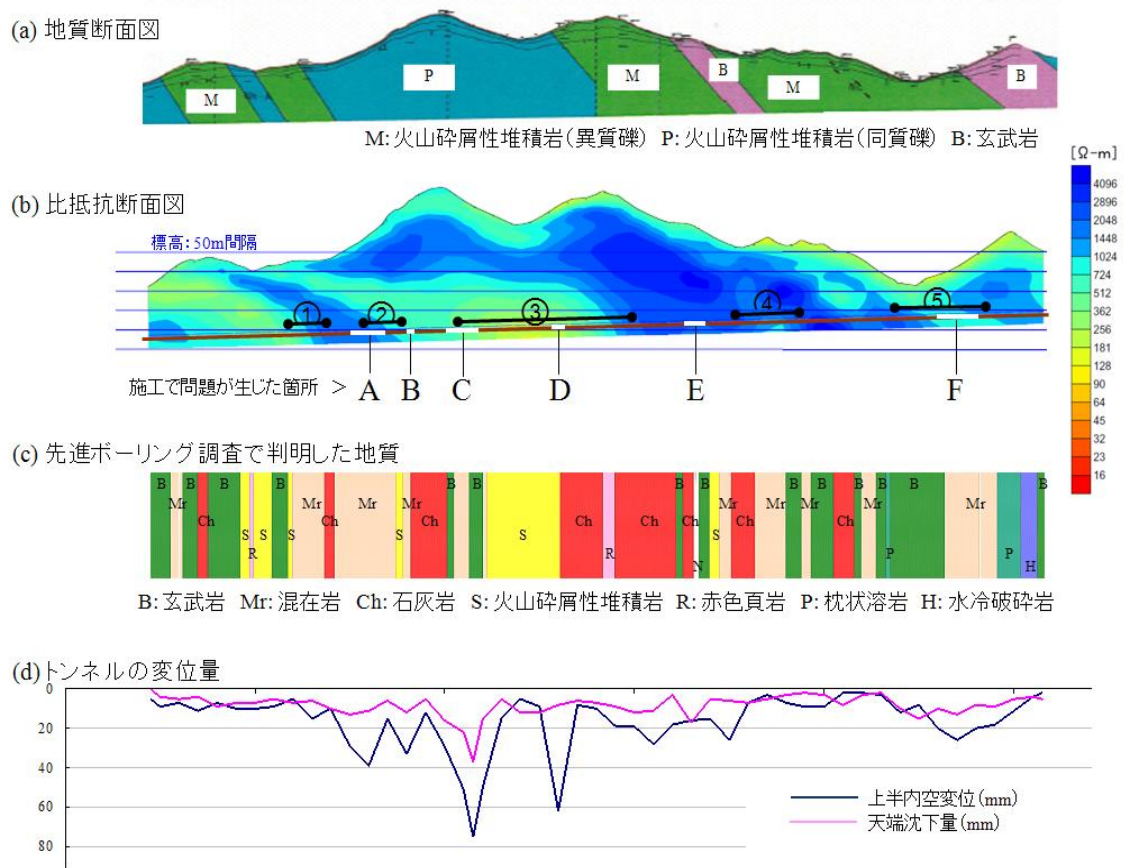 (a) 地質断面図
M
P
M
B
M
B
M: 火山砕屑性堆積岩(異質礫) P: 火山砕屑性堆積岩(同質礫) B: 玄武岩
(b) 比抵抗断面図
標高：50m間隔
① ② ③ ④ ⑤
施工で問題が生じた箇所 > A B C D E F
[Ω-m]
4096
2896
2048
1448
1024
724
512
362
256
181
128
90
64
45
32
23
16
(c) 先進ボーリング調査で判明した地質
B Mr B Ch B S R S B S Mr Ch Mr S Mr Ch B B S Ch R Ch B Ch N B S Mr Ch Mr B Mr B Ch B Mr B P B Mr P H B
B: 玄武岩 Mr: 混在岩 Ch: 石灰岩 S: 火山砕屑性堆積岩 R: 赤色頁岩 P: 枕状溶岩 H: 水冷破砕岩
(d)トンネルの変位量
0
20
40
60
80
上半内空変位(mm)
天端沈下量(mm)